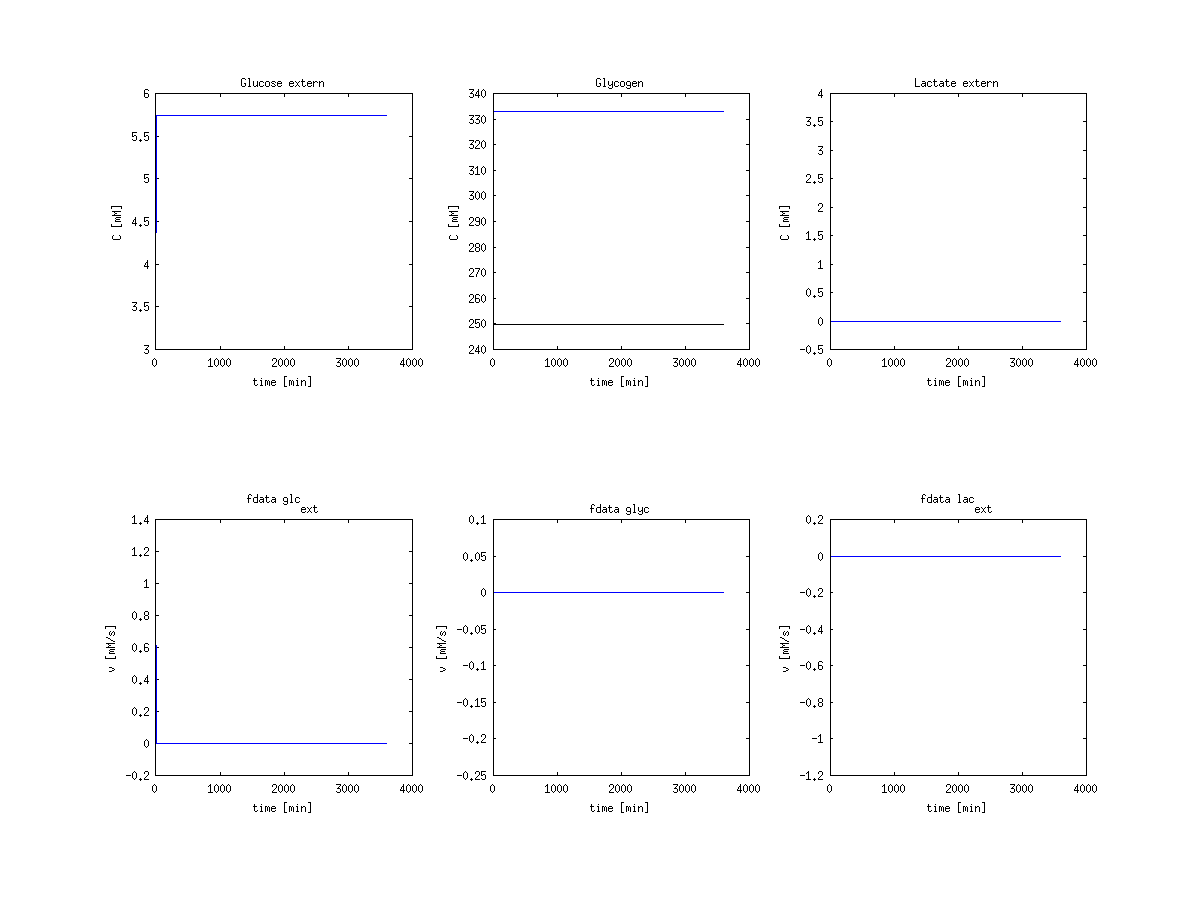 Glucose extern
6
5.5
5
4.5
4
3.5
3
C [mM]
0 1000 2000 3000 4000
time [min]
Glycogen
340
330
320
310
300
290
280
270
260
250
240
C [mM]
0 1000 2000 3000 4000
time [min]
Lactate extern
4
3.5
3
2.5
2
1.5
1
0.5
0
-0.5
C [mM]
0 1000 2000 3000 4000
time [min]
fdata glc
ext
1.4
1.2
1
0.8
0.6
0.4
0.2
0
-0.2
v [mM/s]
0 1000 2000 3000 4000
time [min]
fdata glyc
0.1
0.05
0
-0.05
-0.1
-0.15
-0.2
-0.25
v [mM/s]
0 1000 2000 3000 4000
time [min]
fdata lac
ext
0.2
0
-0.2
-0.4
-0.6
-0.8
-1
-1.2
v [mM/s]
0 1000 2000 3000 4000
time [min]